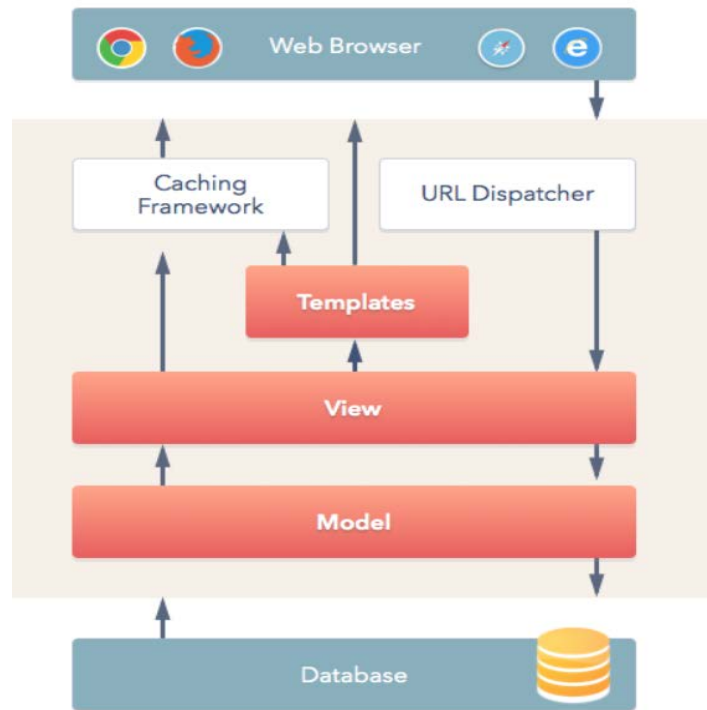 Web Browser
Caching
Framework
URL Dispatcher
Templates
View
Model
Database